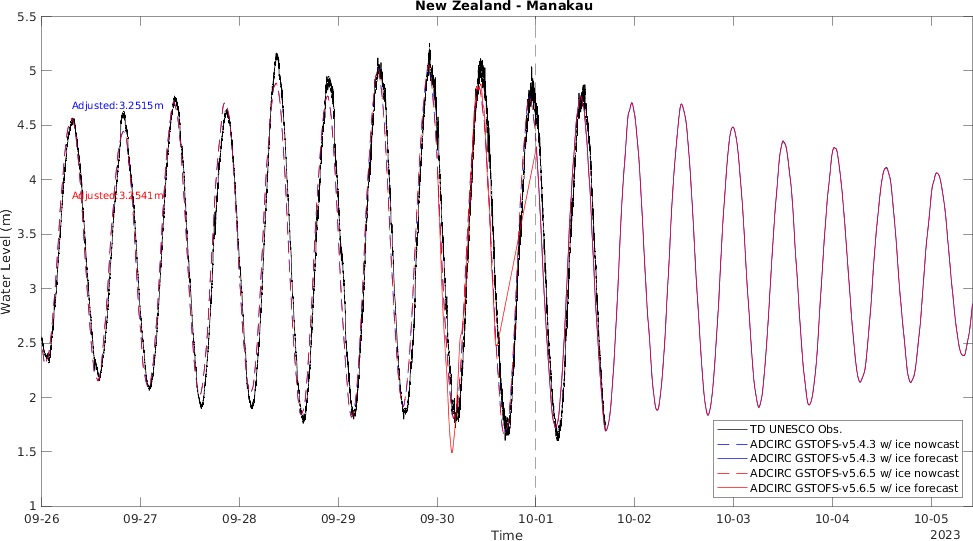 New Zealand - Manakau
5.5
5
4.5
4
3.5
3
2.5
2
1.5
1
Water Level (m)
Adjusted:3.2515m
Adjusted:3.2541m
TD UNESCO Obs.
ADCIRC GSTOFS-v5.4.3 w/ ice nowcast
ADCIRC GSTOFS-v5.4.3 w/ ice forecast
ADCIRC GSTOFS-v5.6.5 w/ ice nowcast
ADCIRC GSTOFS-v5.6.5 w/ ice forecast
09-26 09-27 09-28 09-29 09-30 10-01 10-02 10-03 10-04 10-05
Time
2023